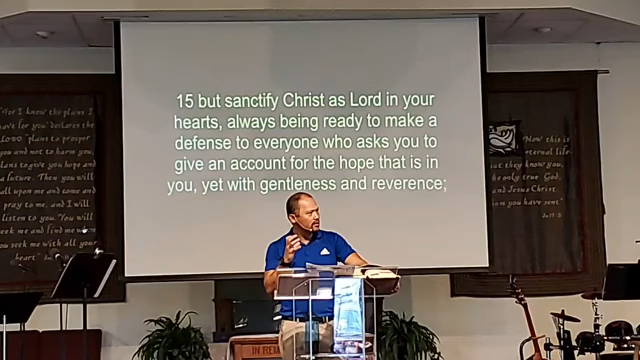 15 but sanctify Christ as Lord in your
hearts, always being ready to make a
defense to everyone who asks you to
give an account for the hope that is in
you, yet with gentleness and reverence;
"For I know the plans I
have for you" declares the
LORD "plans to prosper
you and not to harm you,
plans to give you hope and
a future. Then you will
call upon me and come and
pray to me, and I will
listen to you. You will
seek me and find me when
you seek me with all your
heart."
"Now this is
eternal life:
that they know you,
the only true God,
and Jesus Christ
whom you have sent."
IN REM